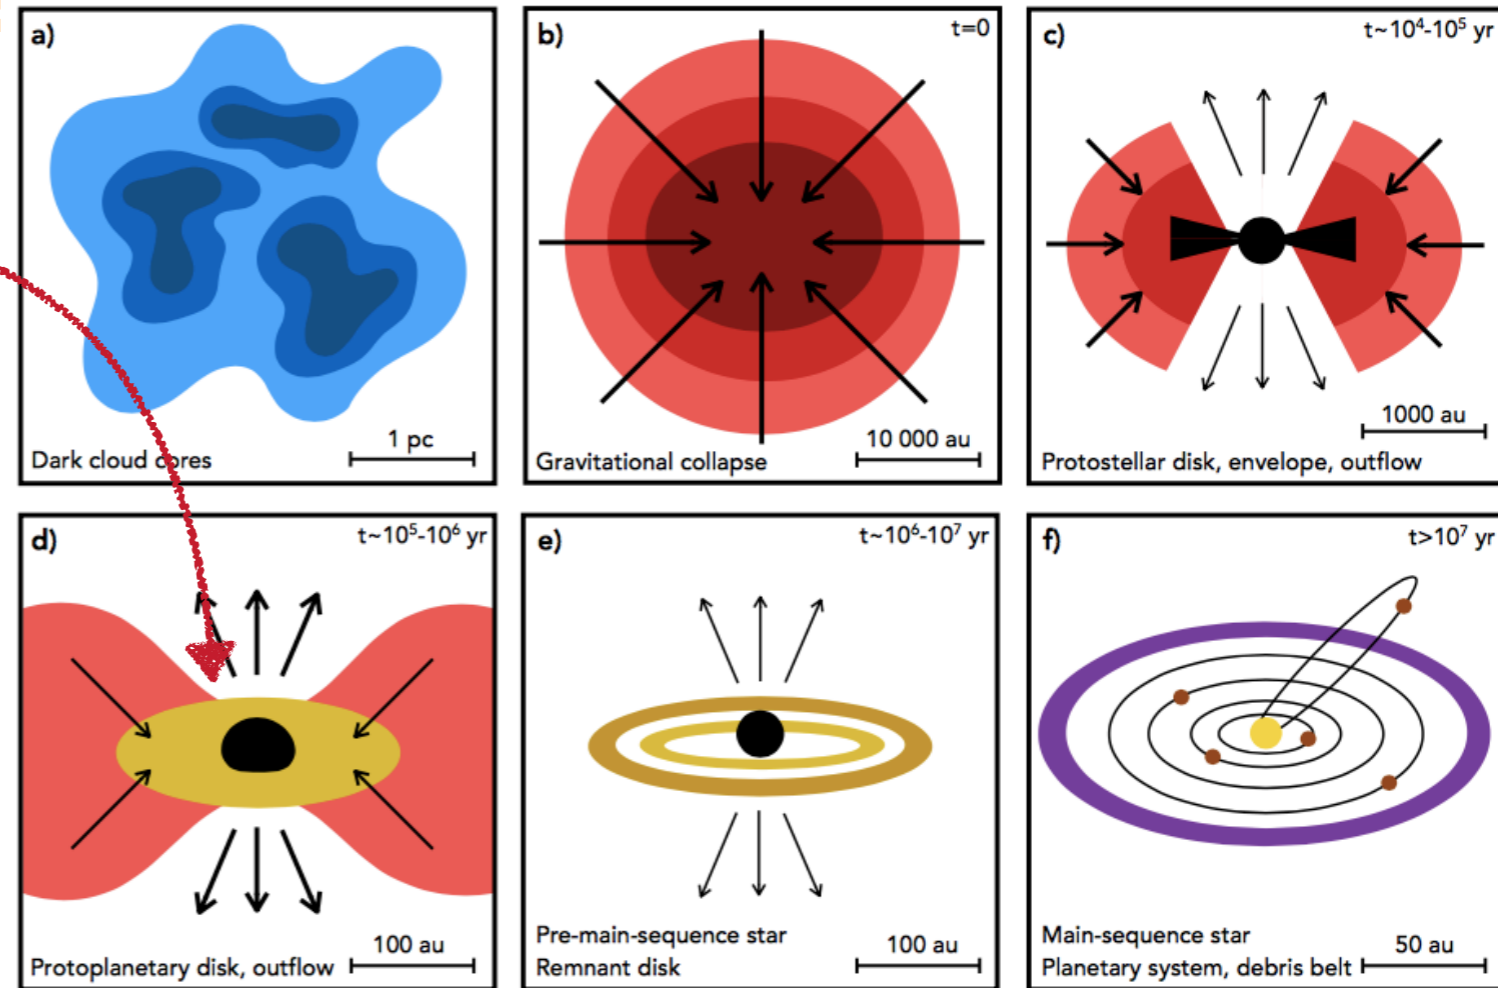 a)
1 pc
Dark cloud cores
b)
t=0
10 000 au
Gravitational collapse
c)
t~10⁴-10⁵ yr
1000 au
Protostellar disk, envelope, outflow
d)
t~10⁵-10⁶ yr
100 au
Protoplanetary disk, outflow
e)
t~10⁶-10⁷ yr
Pre-main-sequence star
100 au
Remnant disk
f)
t>10⁷ yr
Main-sequence star
50 au
Planetary system, debris belt